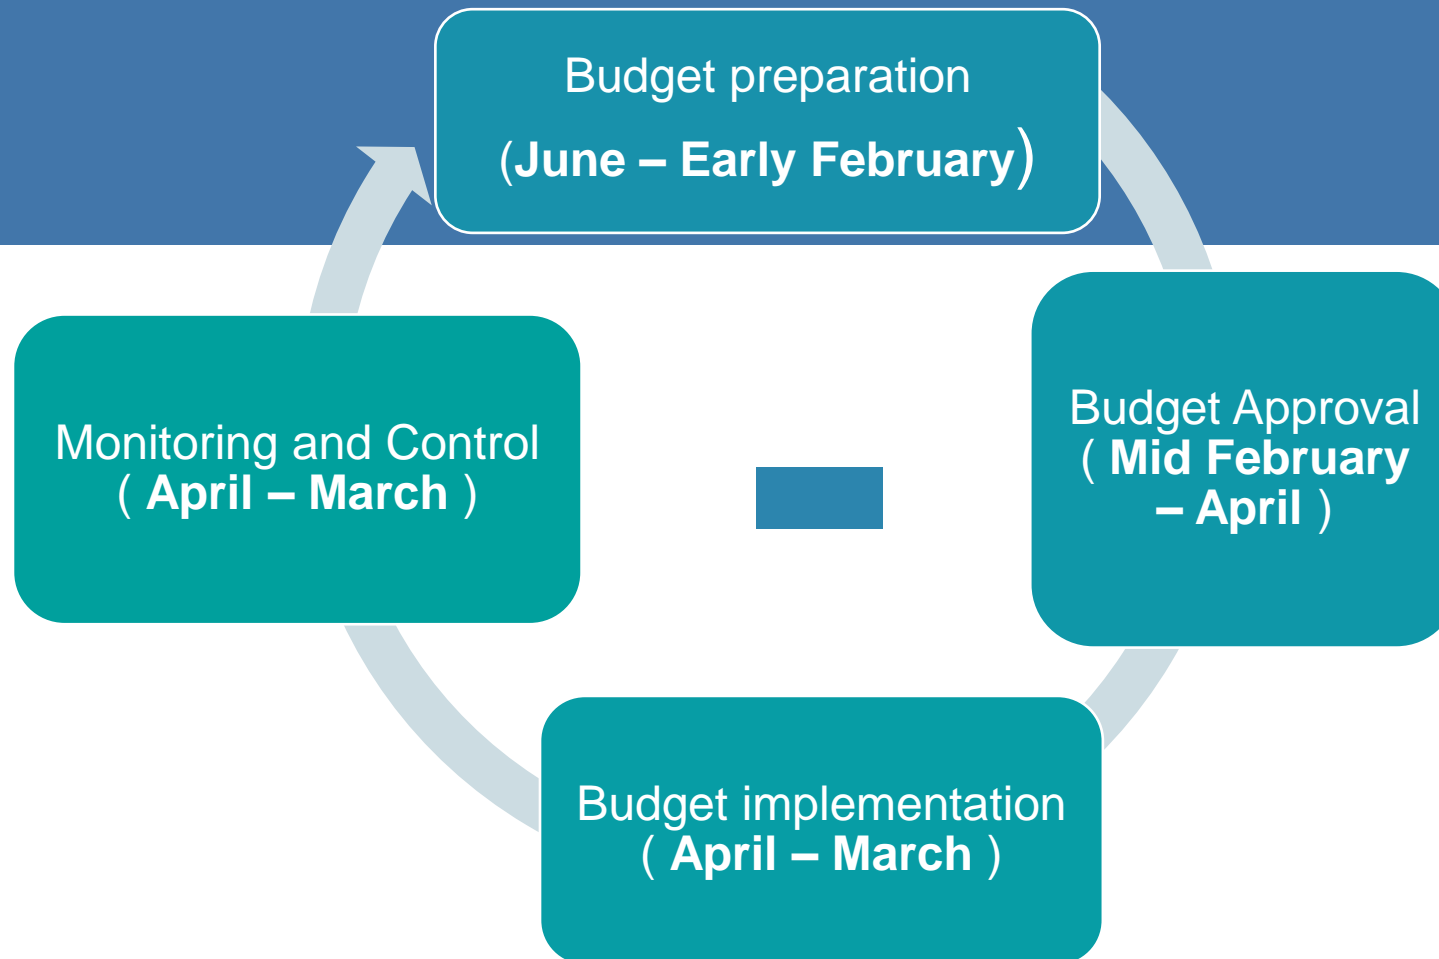 Budget preparation
(June – Early February)
Budget Approval
( Mid February
– April )
Budget implementation
( April – March )
Monitoring and Control
( April – March )